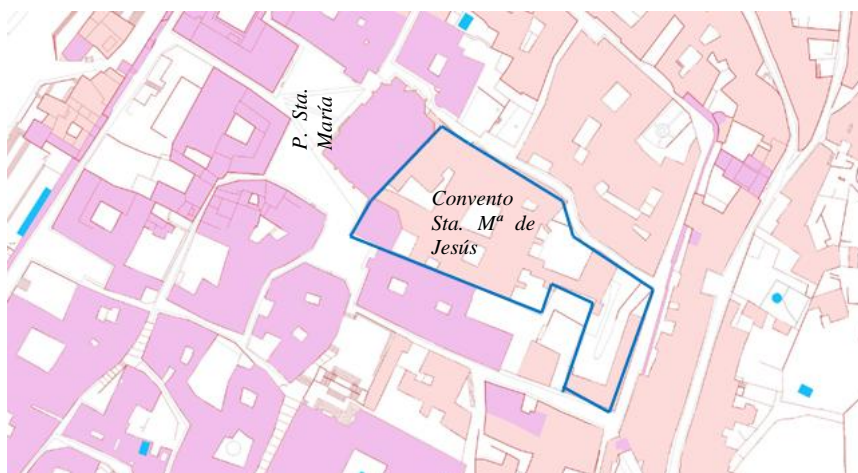 P. Sta.
María
Convento
Sta. Mª de
Jesús